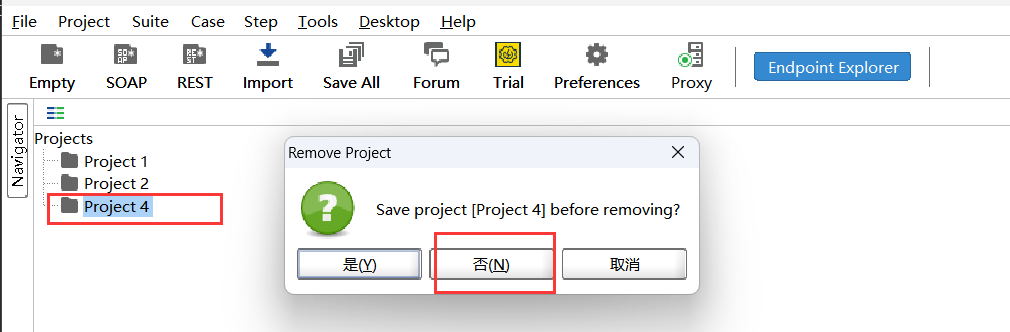 File Project Suite Case Step Tools Desktop Help
Empty SOAP REST Import Save All Forum Trial Preferences Proxy Endpoint Explorer
Navigator
Projects
Project 1
Project 2
Project 4
Remove Project
Save project [Project 4] before removing?
是(Y) 否(N) 取消